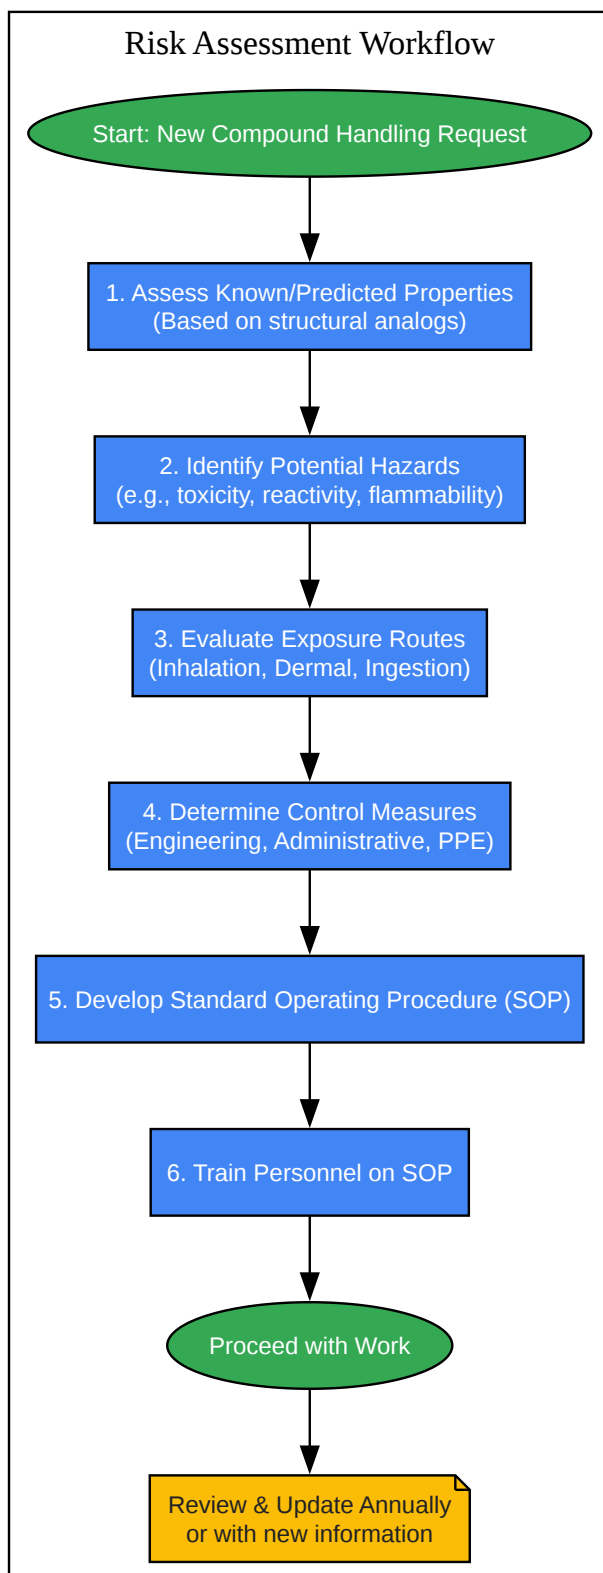 Risk Assessment Workflow
Start: New Compound Handling Request
1. Assess Known/Predicted Properties
(Based on structural analogs)
2. Identify Potential Hazards
(e.g., toxicity, reactivity, flammability)
3. Evaluate Exposure Routes
(Inhalation, Dermal, Ingestion)
4. Determine Control Measures
(Engineering, Administrative, PPE)
5. Develop Standard Operating Procedure (SOP)
6. Train Personnel on SOP
Proceed with Work
Review & Update Annually
or with new information